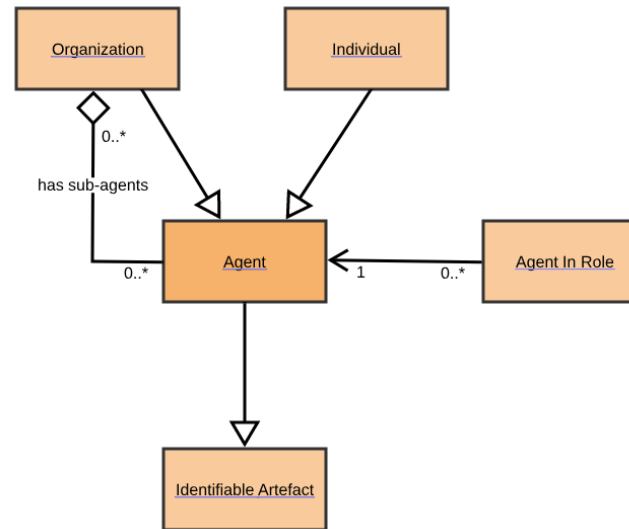 Organization
Individual
0..*
has sub-agents
Agent
Agent In Role
0..*
1
0..*
Identifiable Artefact